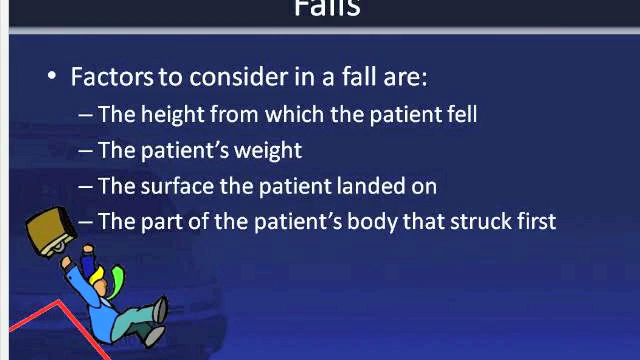 Falls
• Factors to consider in a fall are:
– The height from which the patient fell
– The patient's weight
– The surface the patient landed on
– The part of the patient's body that struck first